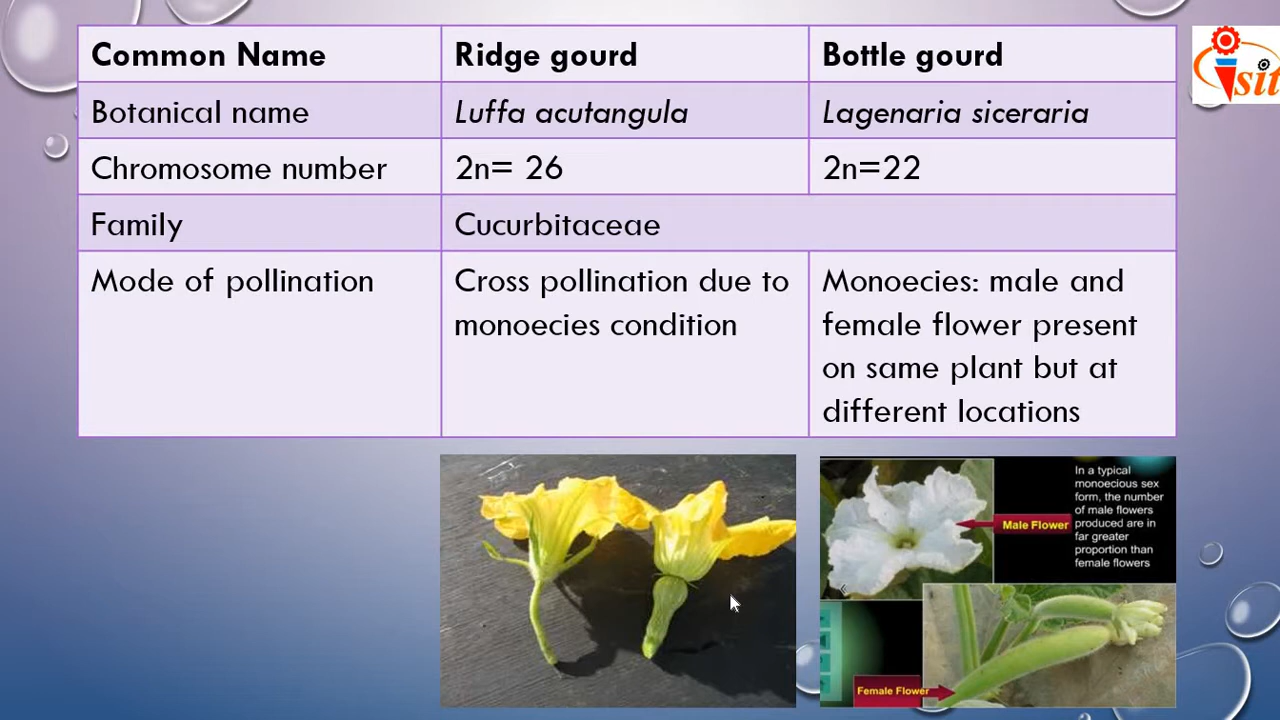 Common Name
Ridge gourd
Bottle gourd
Botanical name
Luffa acutangula
Lagenaria siceraria
Chromosome number
2n= 26
2n=22
Family
Cucurbitaceae
Mode of pollination
Cross pollination due to
monoecies condition
Monoecies: male and
female flower present
on same plant but at
different locations
In a typical
monoecious sex
form, the number
of male flowers
produced are in
far greater
proportion than
female flowers
Male Flower
Female Flower
sit